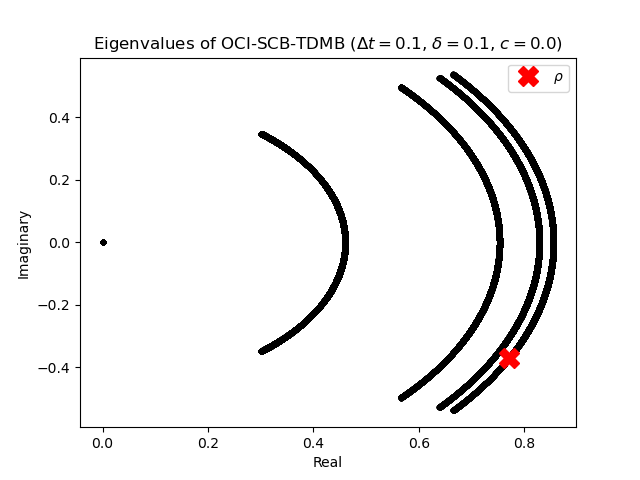 Eigenvalues of OCI-SCB-TDMB (Δt = 0.1, δ = 0.1, c = 0.0)
ρ
0.4
0.2
0.0
−0.2
−0.4
Imaginary
0.0 0.2 0.4 0.6 0.8
Real